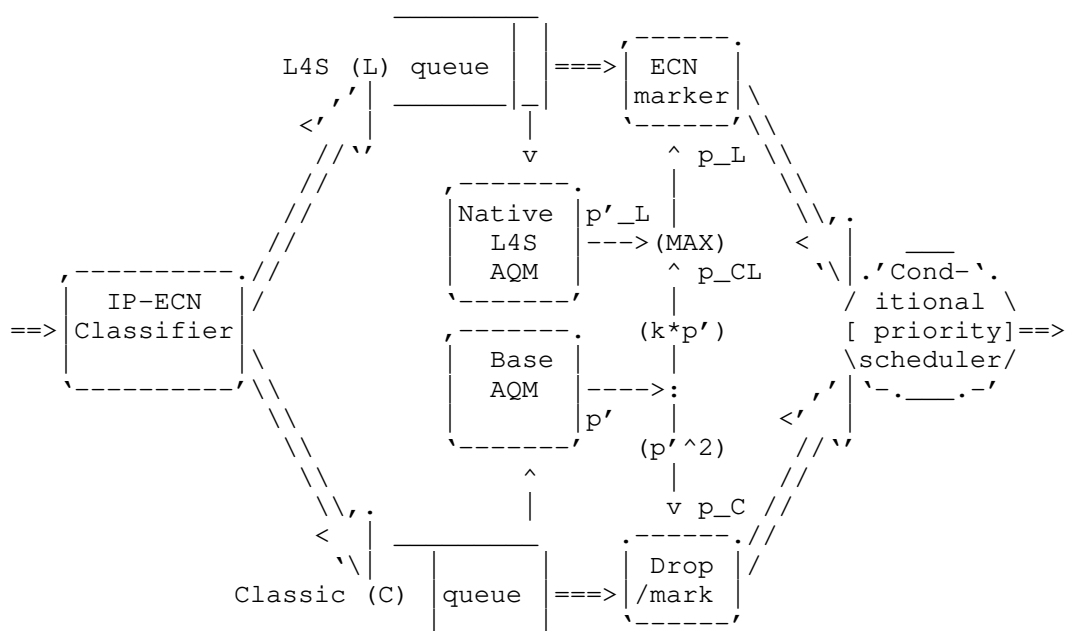 L4S (L) queue ECN
marker
p_L
Native p'_L
L4S (MAX)
AQM p_CL Cond-
IP-ECN itional
Classifier (k*p') priority
Base scheduler
AQM
p'
(p'^2)
p_C
Drop
Classic (C) queue /mark